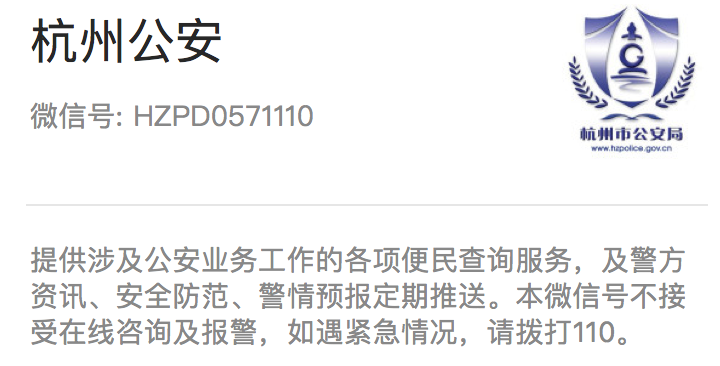 杭州公安
微信号: HZPD0571110
杭州市公安局
www.hzpolice.gov.cn
提供涉及公安业务工作的各项便民查询服务，及警方
资讯、安全防范、警情预报定期推送。本微信号不接
受在线咨询及报警，如遇紧急情况，请拨打110。